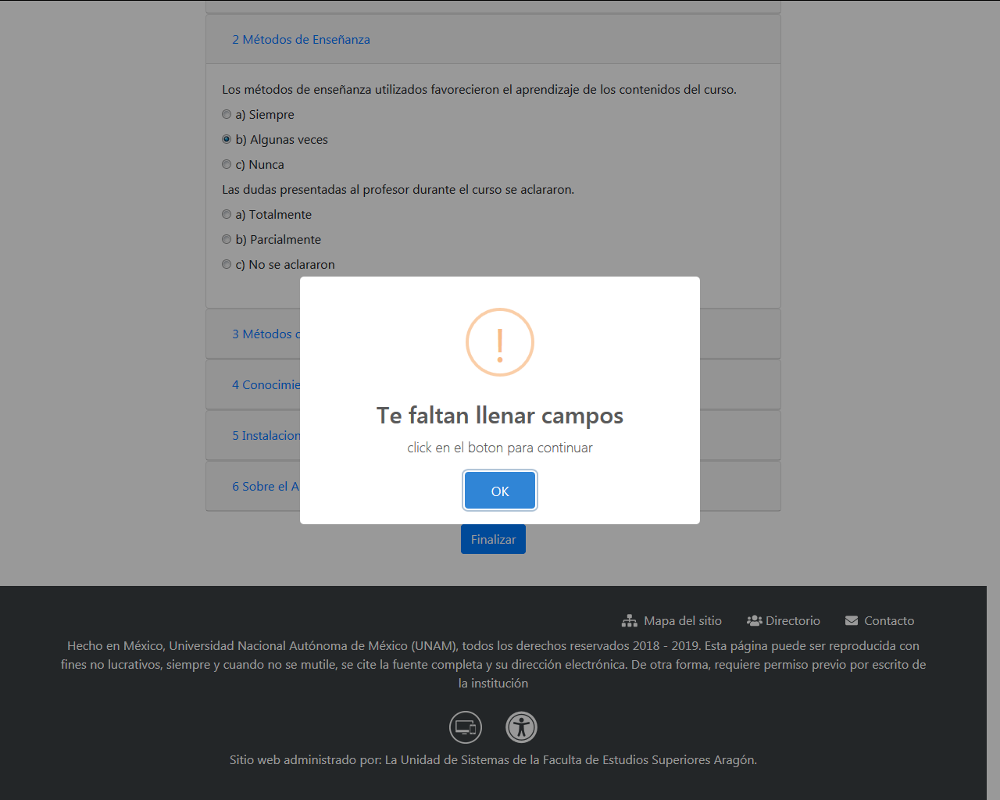 2 Métodos de Enseñanza
Los métodos de enseñanza utilizados favorecieron el aprendizaje de los contenidos del curso.
a) Siempre
b) Algunas veces
c) Nunca
Las dudas presentadas al profesor durante el curso se aclararon.
a) Totalmente
b) Parcialmente
c) No se aclararon
3 Métodos
4
5
6 Sobre el
Te faltan llenar campos
click en el boton para continuar
OK
Finalizar
Mapa del sitio Directorio Contacto
Hecho en México, Universidad Nacional Autónoma de México (UNAM), todos los derechos reservados 2018 - 2019. Esta página puede ser reproducida con
fines no lucrativos, siempre y cuando no se mutile, se cite la fuente completa y su dirección electrónica. De otra forma, requiere permiso previo por escrito de
la institución
Sitio web administrado por: La Unidad de Sistemas de la Faculta de Estudios Superiores Aragón.